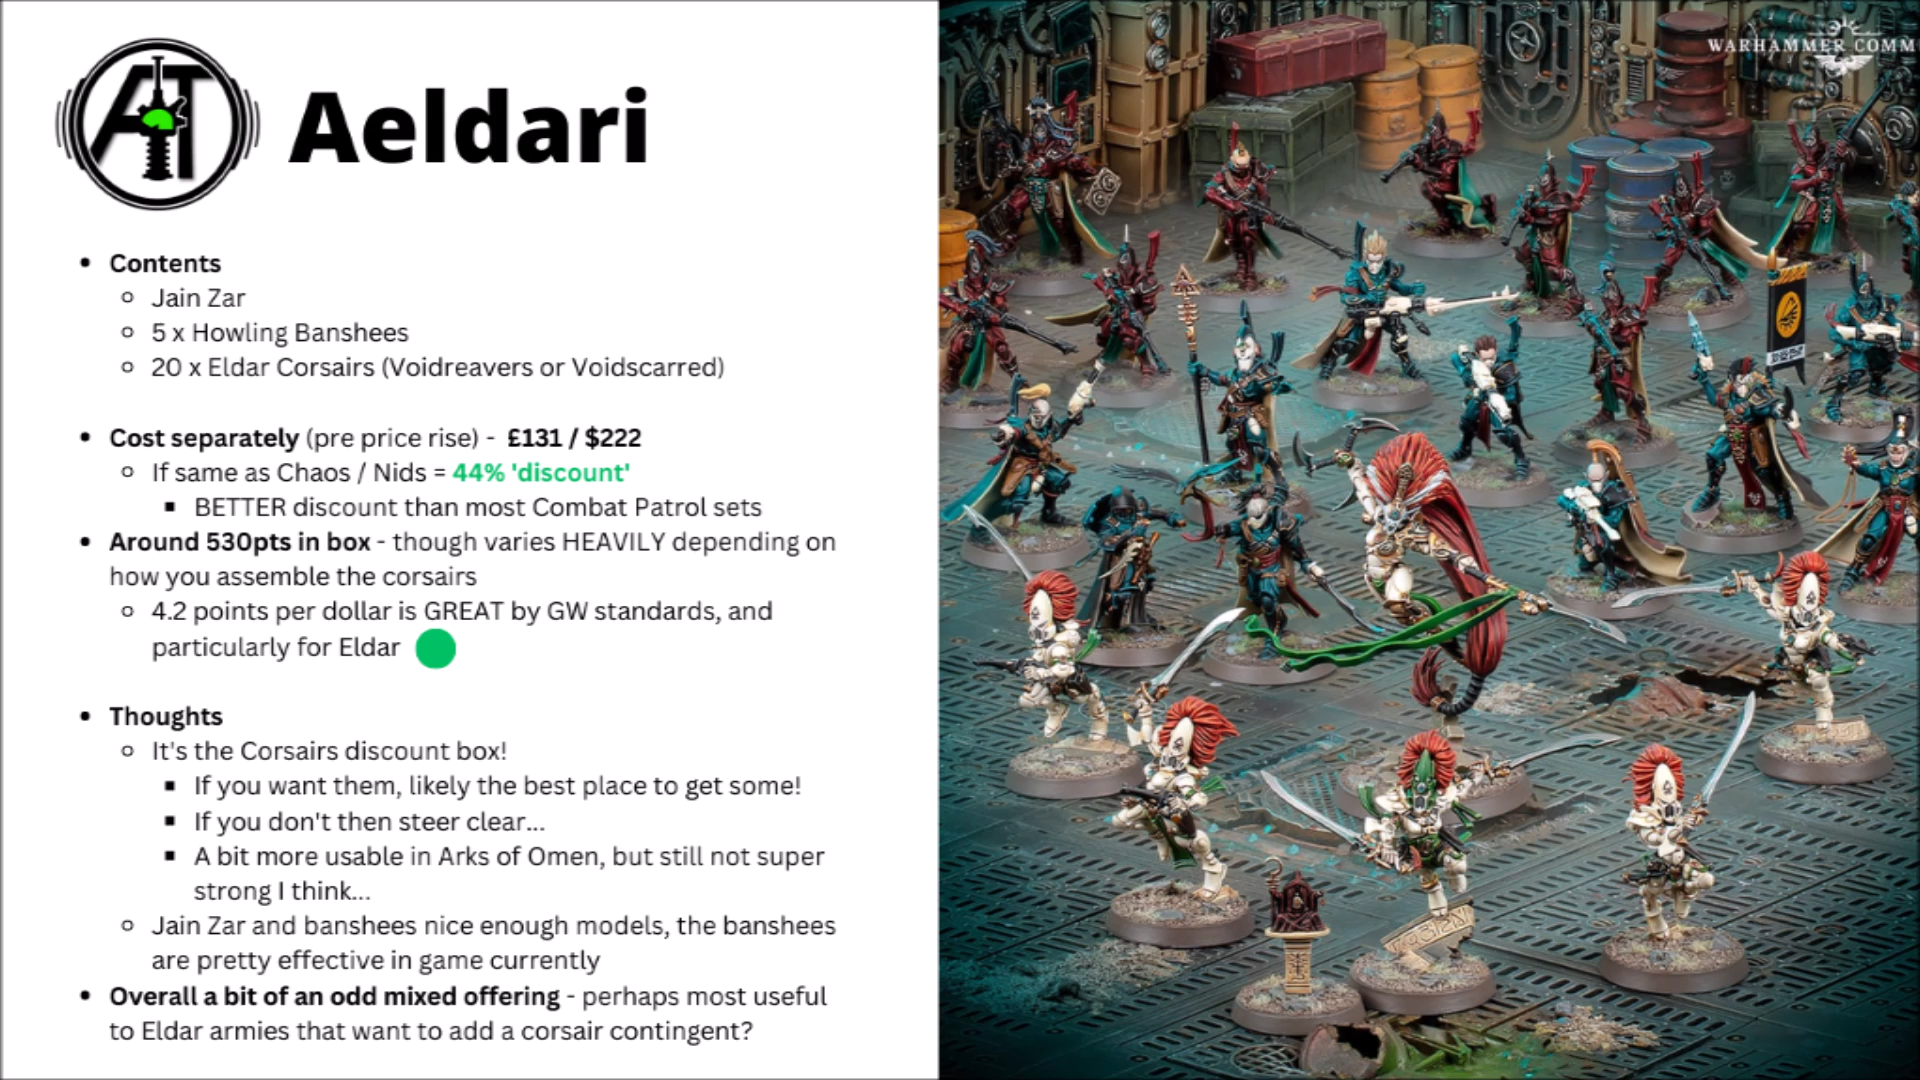 AT
Aeldari
WARHAMMER COMM
• Contents
◦ Jain Zar
◦ 5 x Howling Banshees
◦ 20 x Eldar Corsairs (Voidreavers or Voidscarred)
• Cost separately (pre price rise) - £131 / $222
◦ If same as Chaos / Nids = 44% 'discount'
▪ BETTER discount than most Combat Patrol sets
• Around 530pts in box - though varies HEAVILY depending on
how you assemble the corsairs
◦ 4.2 points per dollar is GREAT by GW standards, and
particularly for Eldar
• Thoughts
◦ It's the Corsairs discount box!
▪ If you want them, likely the best place to get some!
▪ If you don't then steer clear...
▪ A bit more usable in Arks of Omen, but still not super
strong I think...
◦ Jain Zar and banshees nice enough models, the banshees
are pretty effective in game currently
• Overall a bit of an odd mixed offering - perhaps most useful
to Eldar armies that want to add a corsair contingent?